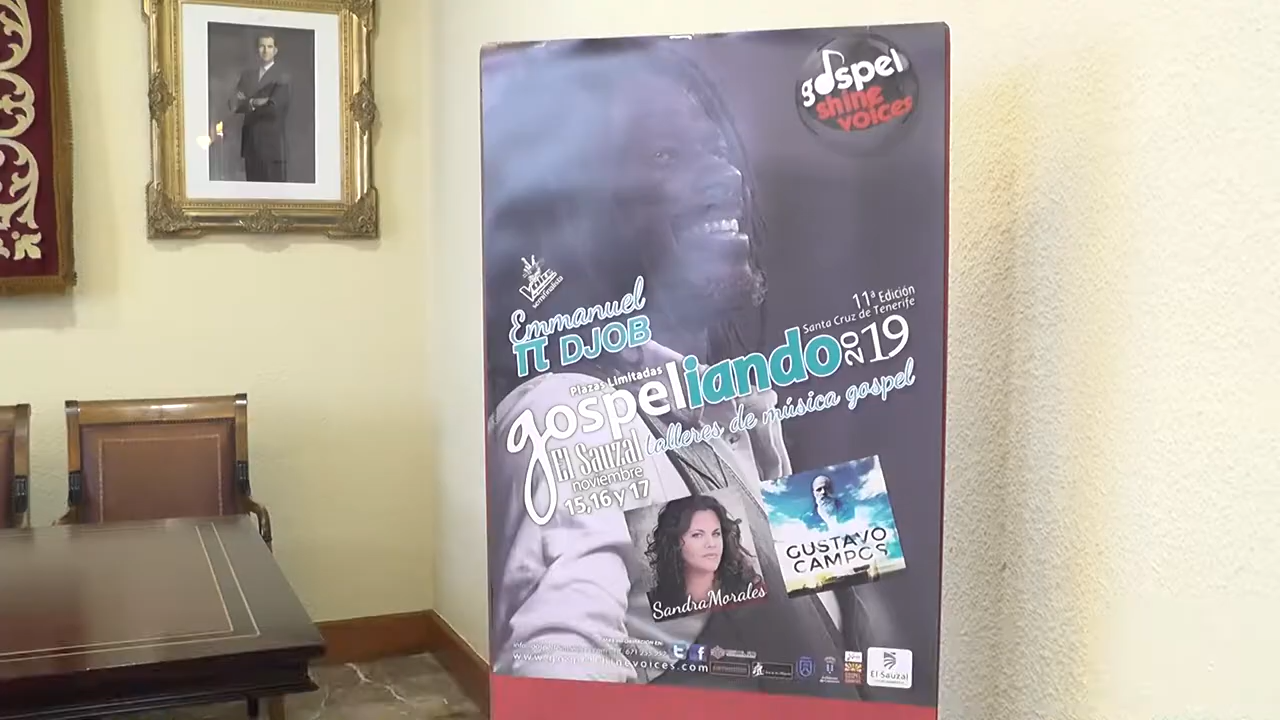 gospel
shine
voices
semifinalista
Emmanuel
π DJOB
11ª Edición
Santa Cruz de Tenerife
Plazas Limitadas
gospeliando 2019
talleres de música gospel
El Sauzal
noviembre
15,16 y 17
GUSTAVO
CAMPOS
SandraMorales
El Sauzal